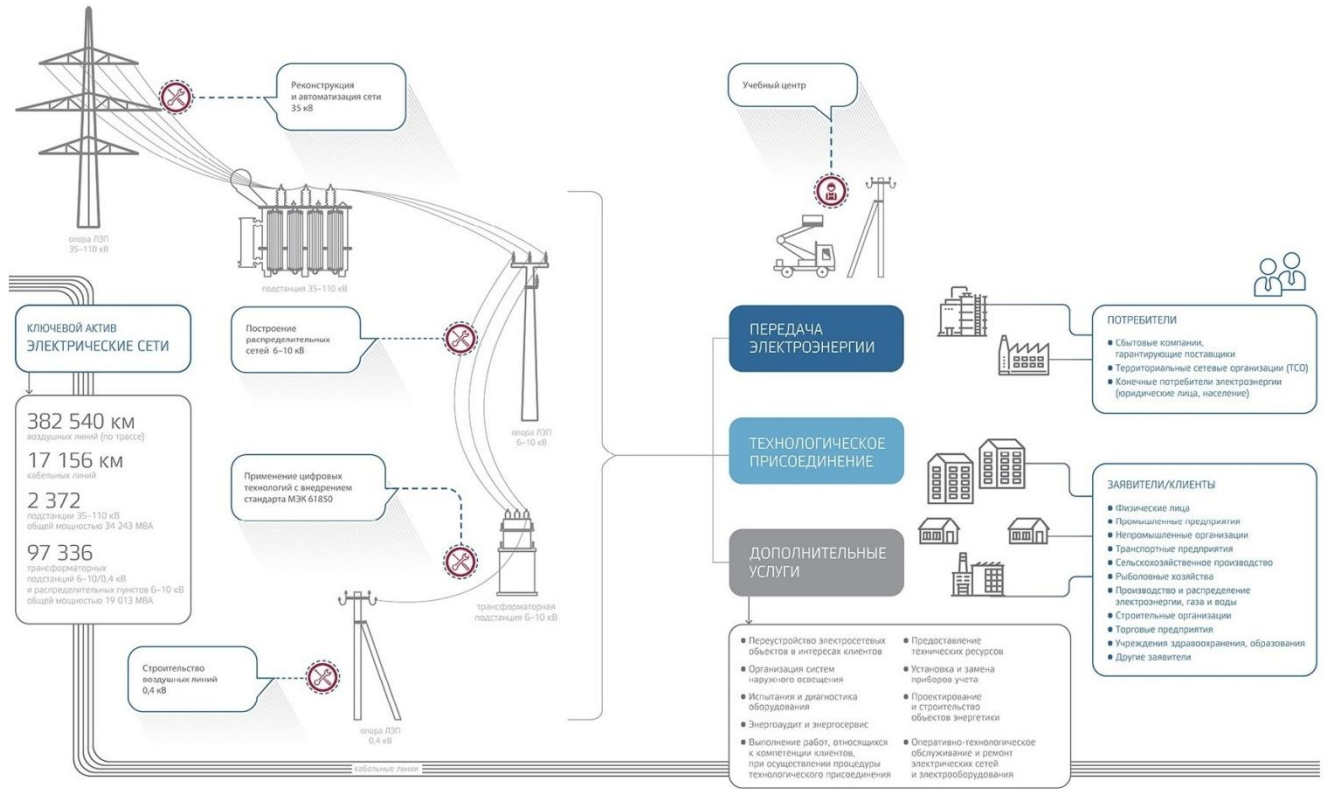 Реконструкция
и автоматизация сети
35 кВ
опора ЛЭП
35–110 кВ
подстанция 35–110 кВ
КЛЮЧЕВОЙ АКТИВ
ЭЛЕКТРИЧЕСКИЕ СЕТИ
382 540 км
воздушных линий (по трассе)
17 156 км
кабельных линий
2 372
подстанции 35–110 кВ
общей мощностью 34 243 МВА
97 336
трансформаторных
подстанций 6–10/0,4 кВ
и распределительных пунктов 6–10 кВ
общей мощностью 19 013 МВА
Построение
распределительных
сетей 6–10 кВ
опора ЛЭП
6–10 кВ
Применение цифровых
технологий с внедрением
стандарта МЭК 61850
трансформаторная
подстанция 6–10 кВ
Строительство
воздушных линий
0,4 кВ
опора ЛЭП
0,4 кВ
кабельные линии
Учебный центр
ПЕРЕДАЧА
ЭЛЕКТРОЭНЕРГИИ
ТЕХНОЛОГИЧЕСКОЕ
ПРИСОЕДИНЕНИЕ
ДОПОЛНИТЕЛЬНЫЕ
УСЛУГИ
• Переустройство электросетевых
объектов в интересах клиентов
• Организация систем
наружного освещения
• Испытания и диагностика
оборудования
• Энергоаудит и энергосервис
• Выполнение работ, относящихся
к компетенции клиентов,
при осуществлении процедуры
технологического присоединения
• Предоставление
технических ресурсов
• Установка и замена
приборов учета
• Проектирование
и строительство
объектов энергетики
• Оперативно-технологическое
обслуживание и ремонт
электрических сетей
и электрооборудования
ПОТРЕБИТЕЛИ
• Сбытовые компании,
гарантирующие поставщики
• Территориальные сетевые организации (ТСО)
• Конечные потребители электроэнергии
(юридические лица, население)
ЗАЯВИТЕЛИ/КЛИЕНТЫ
• Физические лица
• Промышленные предприятия
• Непромышленные организации
• Транспортные предприятия
• Сельскохозяйственное производство
• Рыболовные хозяйства
• Производство и распределение
электроэнергии, газа и воды
• Строительные организации
• Торговые предприятия
• Учреждения здравоохранения, образования
• Другие заявители